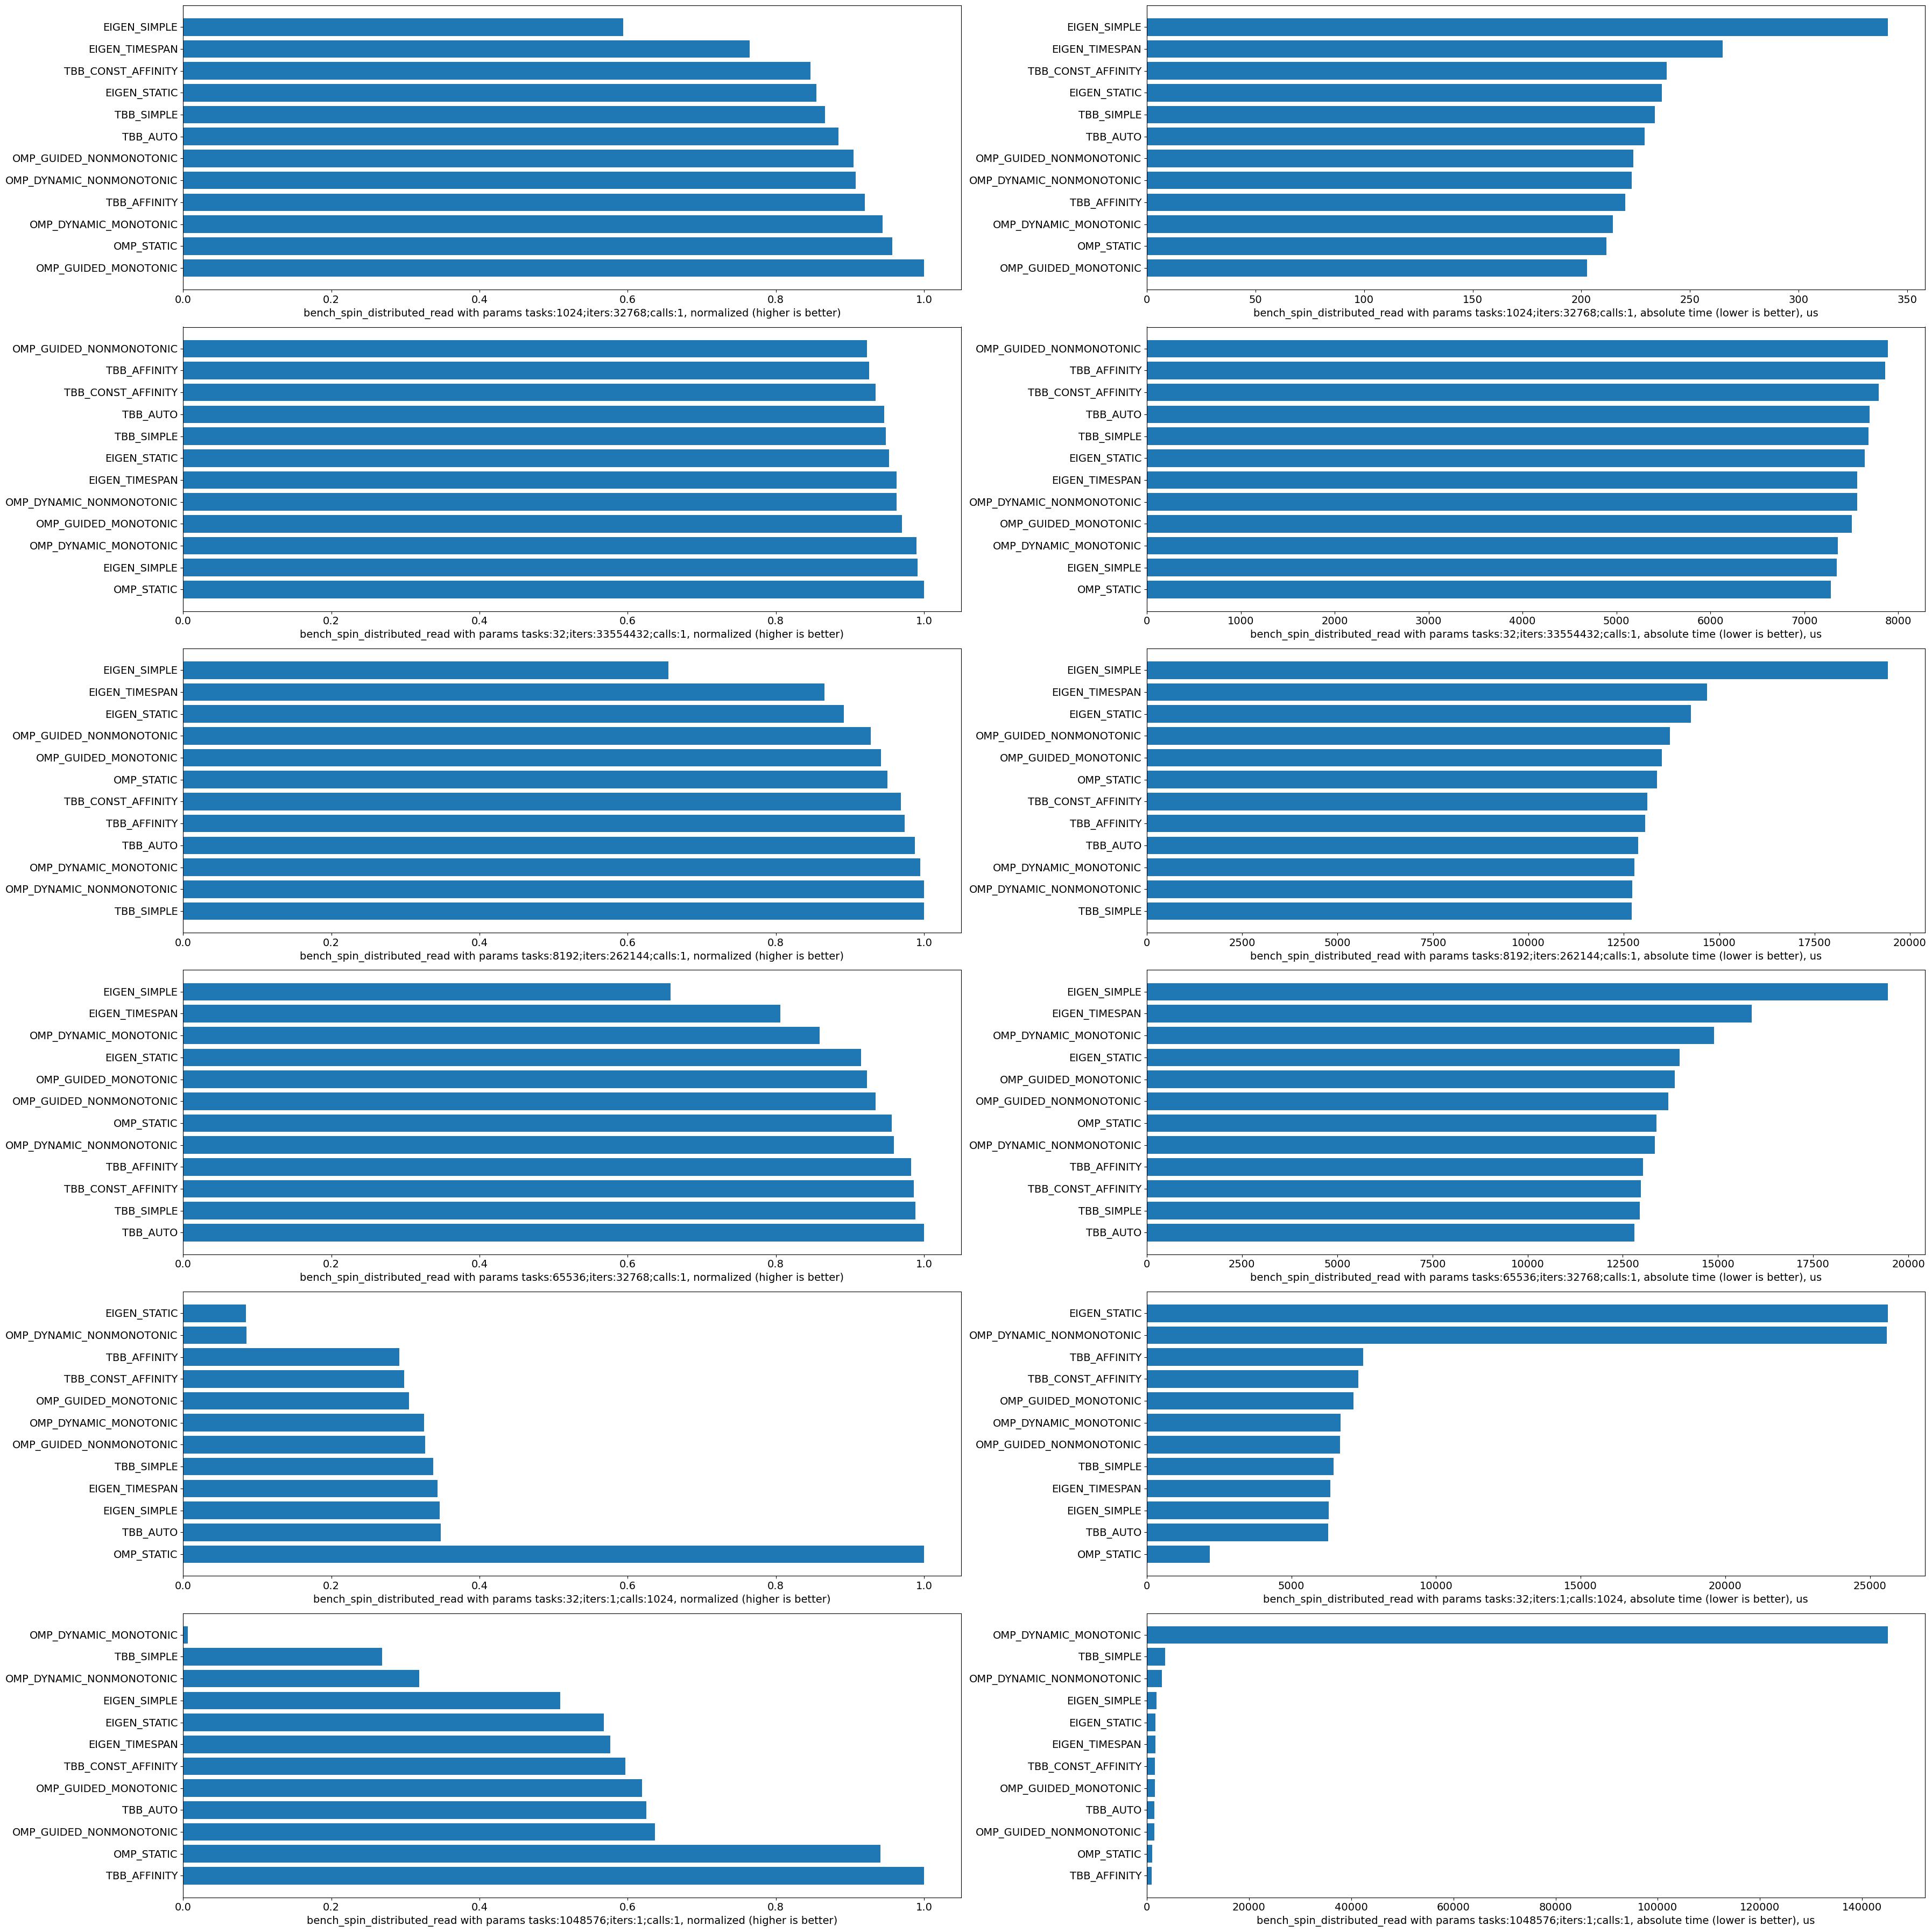 EIGEN_SIMPLE
EIGEN_TIMESPAN
TBB_CONST_AFFINITY
EIGEN_STATIC
TBB_SIMPLE
TBB_AUTO
OMP_GUIDED_NONMONOTONIC
OMP_DYNAMIC_NONMONOTONIC
TBB_AFFINITY
OMP_DYNAMIC_MONOTONIC
OMP_STATIC
OMP_GUIDED_MONOTONIC
0.0 0.2 0.4 0.6 0.8 1.0
bench_spin_distributed_read with params tasks:1024;iters:32768;calls:1, normalized (higher is better)
EIGEN_SIMPLE
EIGEN_TIMESPAN
TBB_CONST_AFFINITY
EIGEN_STATIC
TBB_SIMPLE
TBB_AUTO
OMP_GUIDED_NONMONOTONIC
OMP_DYNAMIC_NONMONOTONIC
TBB_AFFINITY
OMP_DYNAMIC_MONOTONIC
OMP_STATIC
OMP_GUIDED_MONOTONIC
0 50 100 150 200 250 300 350
bench_spin_distributed_read with params tasks:1024;iters:32768;calls:1, absolute time (lower is better), us
OMP_GUIDED_NONMONOTONIC
TBB_AFFINITY
TBB_CONST_AFFINITY
TBB_AUTO
TBB_SIMPLE
EIGEN_STATIC
EIGEN_TIMESPAN
OMP_DYNAMIC_NONMONOTONIC
OMP_GUIDED_MONOTONIC
OMP_DYNAMIC_MONOTONIC
EIGEN_SIMPLE
OMP_STATIC
0.0 0.2 0.4 0.6 0.8 1.0
bench_spin_distributed_read with params tasks:32;iters:33554432;calls:1, normalized (higher is better)
OMP_GUIDED_NONMONOTONIC
TBB_AFFINITY
TBB_CONST_AFFINITY
TBB_AUTO
TBB_SIMPLE
EIGEN_STATIC
EIGEN_TIMESPAN
OMP_DYNAMIC_NONMONOTONIC
OMP_GUIDED_MONOTONIC
OMP_DYNAMIC_MONOTONIC
EIGEN_SIMPLE
OMP_STATIC
0 1000 2000 3000 4000 5000 6000 7000 8000
bench_spin_distributed_read with params tasks:32;iters:33554432;calls:1, absolute time (lower is better), us
EIGEN_SIMPLE
EIGEN_TIMESPAN
EIGEN_STATIC
OMP_GUIDED_NONMONOTONIC
OMP_GUIDED_MONOTONIC
OMP_STATIC
TBB_CONST_AFFINITY
TBB_AFFINITY
TBB_AUTO
OMP_DYNAMIC_MONOTONIC
OMP_DYNAMIC_NONMONOTONIC
TBB_SIMPLE
0.0 0.2 0.4 0.6 0.8 1.0
bench_spin_distributed_read with params tasks:8192;iters:262144;calls:1, normalized (higher is better)
EIGEN_SIMPLE
EIGEN_TIMESPAN
EIGEN_STATIC
OMP_GUIDED_NONMONOTONIC
OMP_GUIDED_MONOTONIC
OMP_STATIC
TBB_CONST_AFFINITY
TBB_AFFINITY
TBB_AUTO
OMP_DYNAMIC_MONOTONIC
OMP_DYNAMIC_NONMONOTONIC
TBB_SIMPLE
0 2500 5000 7500 10000 12500 15000 17500 20000
bench_spin_distributed_read with params tasks:8192;iters:262144;calls:1, absolute time (lower is better), us
EIGEN_SIMPLE
EIGEN_TIMESPAN
OMP_DYNAMIC_MONOTONIC
EIGEN_STATIC
OMP_GUIDED_MONOTONIC
OMP_GUIDED_NONMONOTONIC
OMP_STATIC
OMP_DYNAMIC_NONMONOTONIC
TBB_AFFINITY
TBB_CONST_AFFINITY
TBB_SIMPLE
TBB_AUTO
0.0 0.2 0.4 0.6 0.8 1.0
bench_spin_distributed_read with params tasks:65536;iters:32768;calls:1, normalized (higher is better)
EIGEN_SIMPLE
EIGEN_TIMESPAN
OMP_DYNAMIC_MONOTONIC
EIGEN_STATIC
OMP_GUIDED_MONOTONIC
OMP_GUIDED_NONMONOTONIC
OMP_STATIC
OMP_DYNAMIC_NONMONOTONIC
TBB_AFFINITY
TBB_CONST_AFFINITY
TBB_SIMPLE
TBB_AUTO
0 2500 5000 7500 10000 12500 15000 17500 20000
bench_spin_distributed_read with params tasks:65536;iters:32768;calls:1, absolute time (lower is better), us
EIGEN_STATIC
OMP_DYNAMIC_NONMONOTONIC
TBB_AFFINITY
TBB_CONST_AFFINITY
OMP_GUIDED_MONOTONIC
OMP_DYNAMIC_MONOTONIC
OMP_GUIDED_NONMONOTONIC
TBB_SIMPLE
EIGEN_TIMESPAN
EIGEN_SIMPLE
TBB_AUTO
OMP_STATIC
0.0 0.2 0.4 0.6 0.8 1.0
bench_spin_distributed_read with params tasks:32;iters:1;calls:1024, normalized (higher is better)
EIGEN_STATIC
OMP_DYNAMIC_NONMONOTONIC
TBB_AFFINITY
TBB_CONST_AFFINITY
OMP_GUIDED_MONOTONIC
OMP_DYNAMIC_MONOTONIC
OMP_GUIDED_NONMONOTONIC
TBB_SIMPLE
EIGEN_TIMESPAN
EIGEN_SIMPLE
TBB_AUTO
OMP_STATIC
0 5000 10000 15000 20000 25000
bench_spin_distributed_read with params tasks:32;iters:1;calls:1024, absolute time (lower is better), us
OMP_DYNAMIC_MONOTONIC
TBB_SIMPLE
OMP_DYNAMIC_NONMONOTONIC
EIGEN_SIMPLE
EIGEN_STATIC
EIGEN_TIMESPAN
TBB_CONST_AFFINITY
OMP_GUIDED_MONOTONIC
TBB_AUTO
OMP_GUIDED_NONMONOTONIC
OMP_STATIC
TBB_AFFINITY
0.0 0.2 0.4 0.6 0.8 1.0
bench_spin_distributed_read with params tasks:1048576;iters:1;calls:1, normalized (higher is better)
OMP_DYNAMIC_MONOTONIC
TBB_SIMPLE
OMP_DYNAMIC_NONMONOTONIC
EIGEN_SIMPLE
EIGEN_STATIC
EIGEN_TIMESPAN
TBB_CONST_AFFINITY
OMP_GUIDED_MONOTONIC
TBB_AUTO
OMP_GUIDED_NONMONOTONIC
OMP_STATIC
TBB_AFFINITY
0 20000 40000 60000 80000 100000 120000 140000
bench_spin_distributed_read with params tasks:1048576;iters:1;calls:1, absolute time (lower is better), us